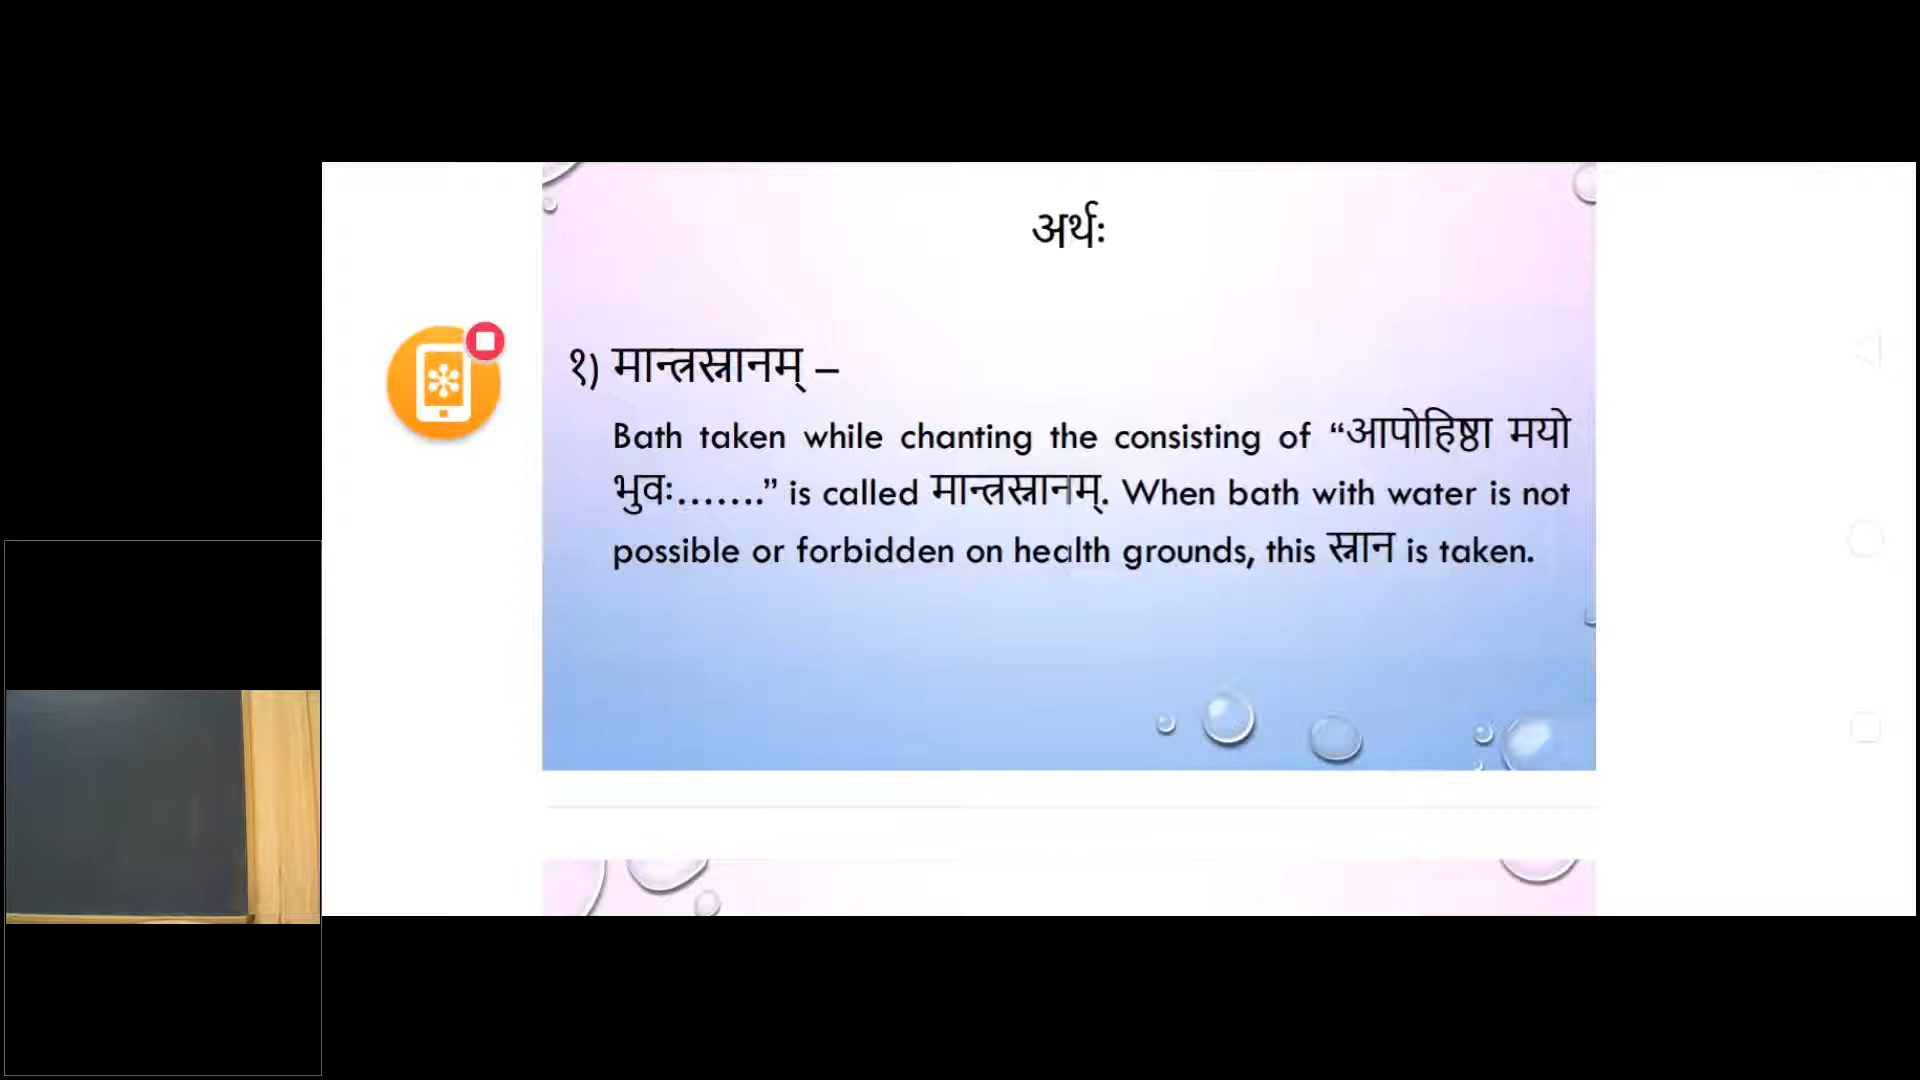 अर्थः
१) मान्त्रस्नानम् –
Bath taken while chanting the consisting of “आपोहिष्ठा मयो
भुवः.......” is called मान्त्रस्नानम्. When bath with water is not
possible or forbidden on health grounds, this स्नान is taken.